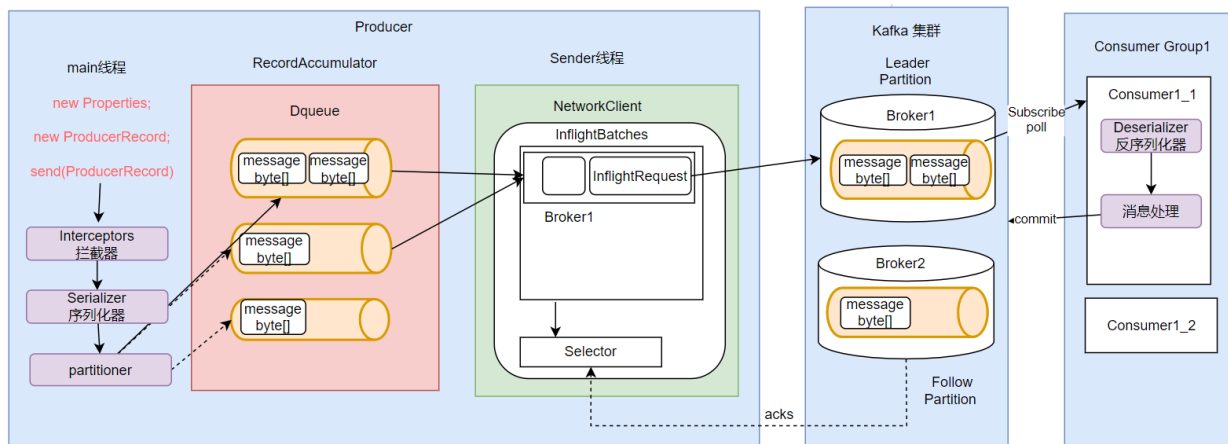 Producer
main线程
new Properties;
new ProducerRecord;
send(ProducerRecord)
Interceptors
拦截器
Serializer
序列化器
partitioner
RecordAccumulator
Dqueue
message
byte[]
message
byte[]
message
byte[]
message
byte[]
Sender线程
NetworkClient
InflightBatches
InflightRequest
Broker1
Selector
Kafka 集群
Leader
Partition
Broker1
message
byte[]
message
byte[]
Broker2
message
byte[]
Follow
Partition
acks
Subscribe
poll
commit
Consumer Group1
Consumer1_1
Deserializer
反序列化器
消息处理
Consumer1_2